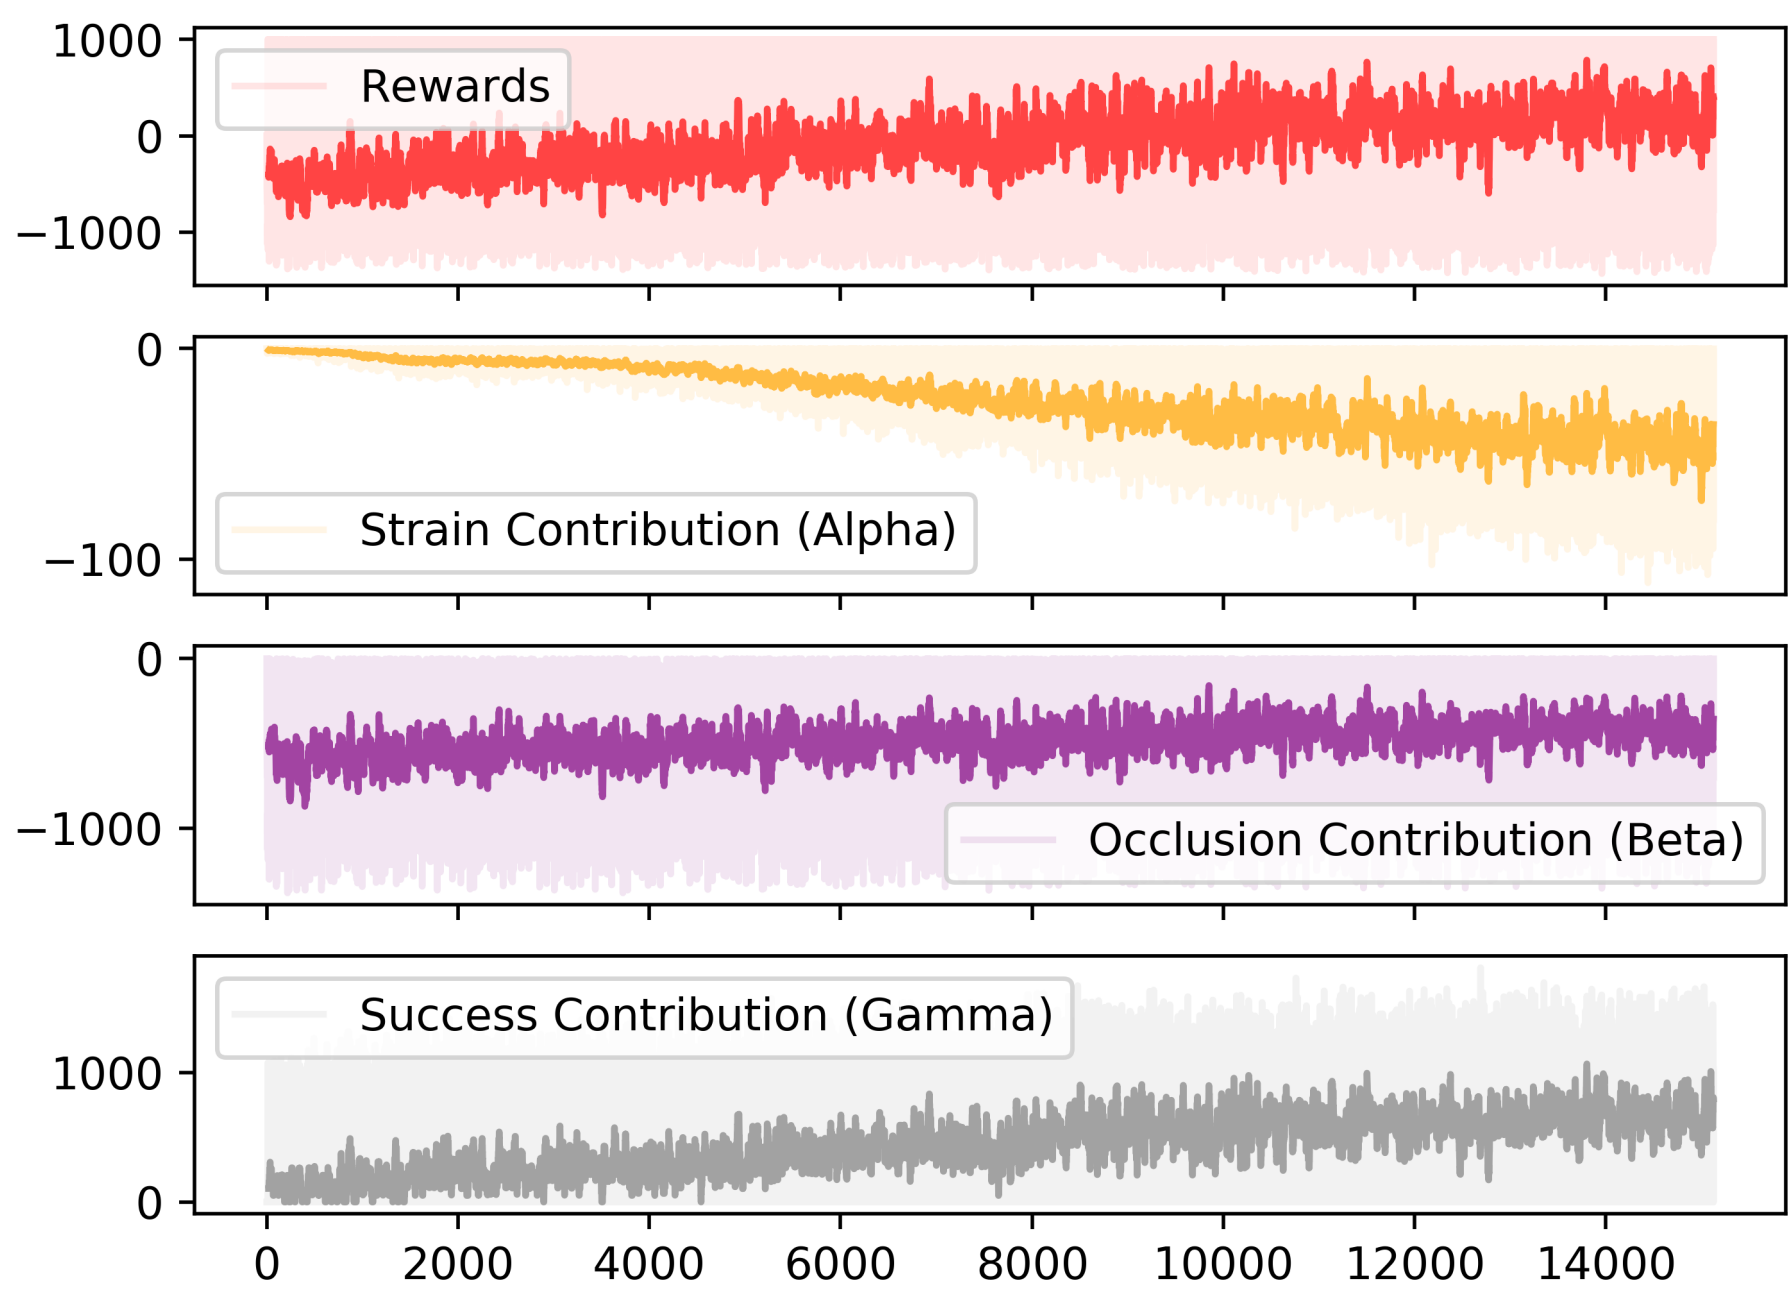 1000
Rewards
0
−1000
0
Strain Contribution (Alpha)
−100
0
−1000
Occlusion Contribution (Beta)
Success Contribution (Gamma)
1000
0
0 2000 4000 6000 8000 10000 12000 14000